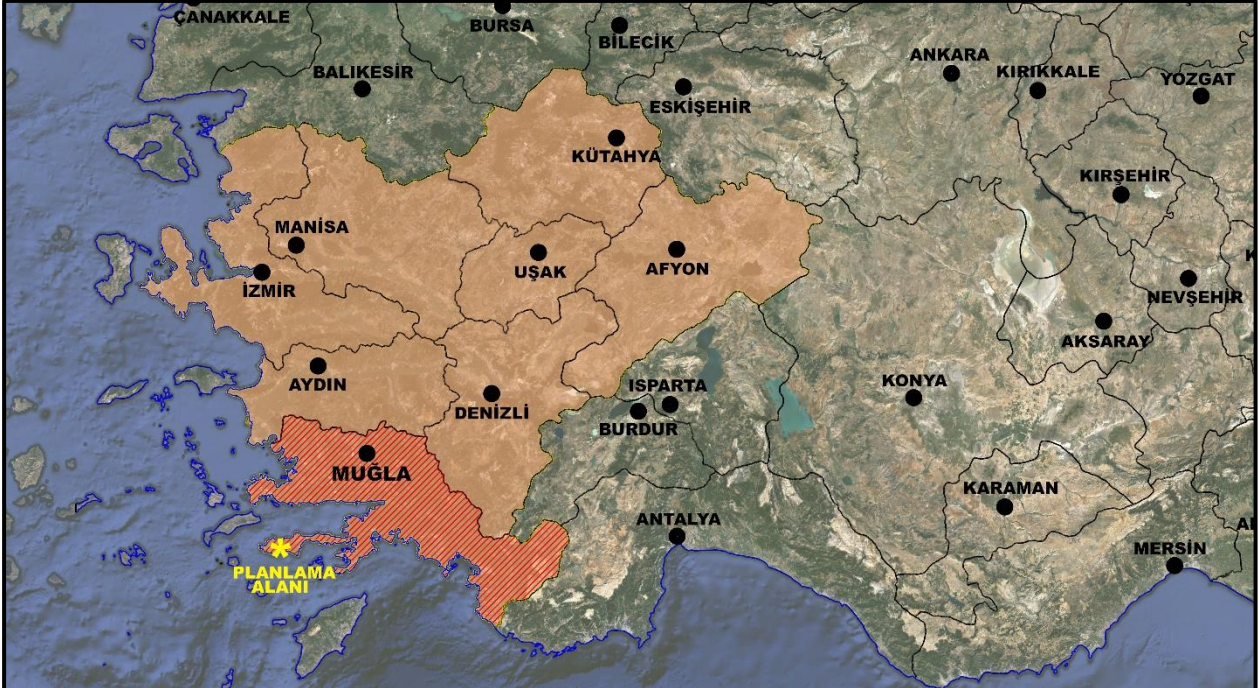 ÇANAKKALE
BURSA
BİLECİK
ANKARA
KIRIKKALE
YOZGAT
BALIKESİR
ESKİŞEHİR
KÜTAHYA
KIRŞEHİR
MANİSA
UŞAK
AFYON
İZMİR
NEVŞEHİR
AKSARAY
AYDIN
DENİZLİ
ISPARTA
BURDUR
KONYA
MUĞLA
KARAMAN
ANTALYA
MERSİN
PLANLAMA
ALANI